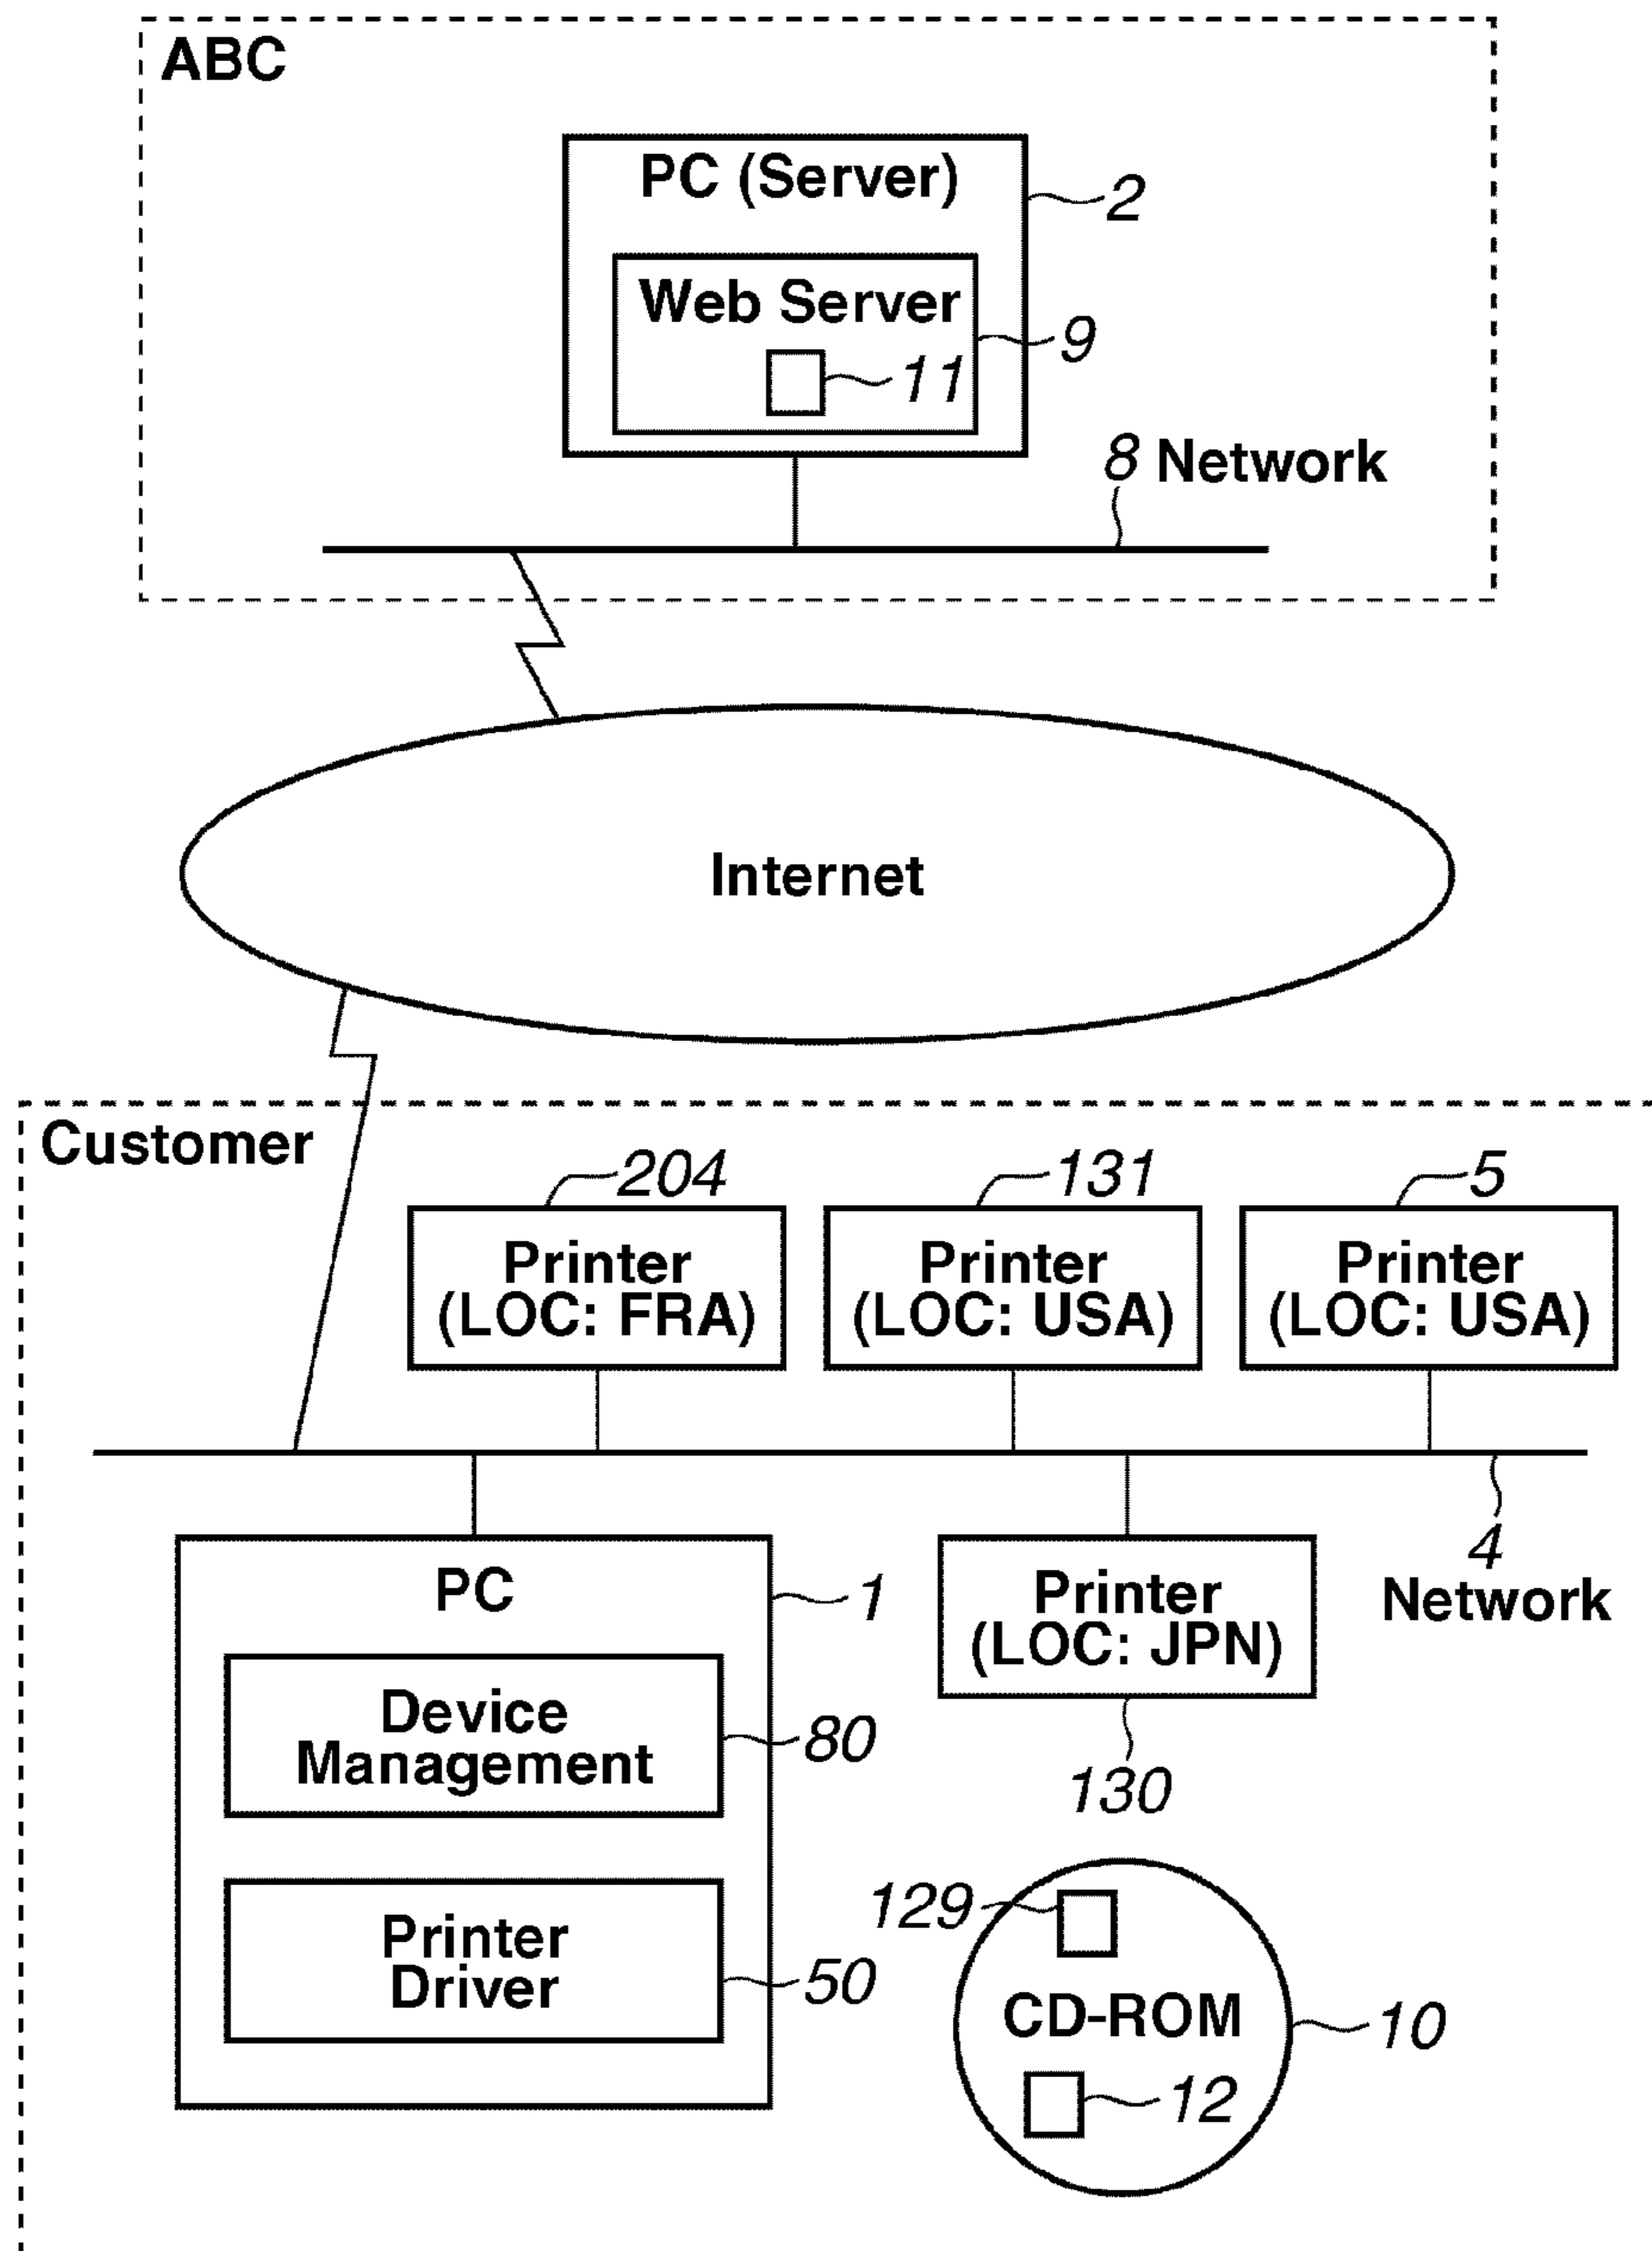 ABC
PC (Server)
2
Web Server
9
11
8 Network
Internet
Customer
204
131
5
Printer
(LOC: FRA)
Printer
(LOC: USA)
Printer
(LOC: USA)
4
Network
PC
1
Printer
(LOC: JPN)
130
Device
Management
80
Printer
Driver
50
129
CD-ROM
10
12